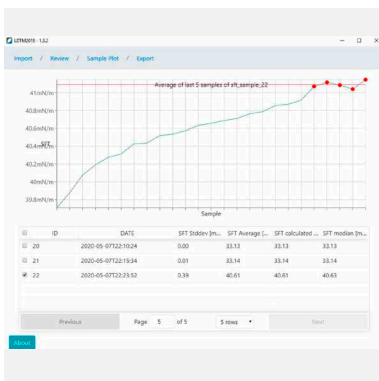 LCTM2015 - 1.3.2
Import / Review / Sample Plot / Export
Average of last 5 samples of sft_sample_22
41mN/m
40.8mN/m
40.6mN/m
40.4mN/m
SFT
40.2mN/m
40mN/m
39.8mN/m
Sample
ID DATE SFT Stddev [m... SFT Average [... SFT calculated ... SFT median [m...
20 2020-05-07T22:10:24 0.00 33.13 33.13 33.13
21 2020-05-07T22:15:34 0.01 33.14 33.14 33.14
22 2020-05-07T22:23:52 0.39 40.61 40.61 40.63
Previous Page 5 of 5 5 rows Next
About